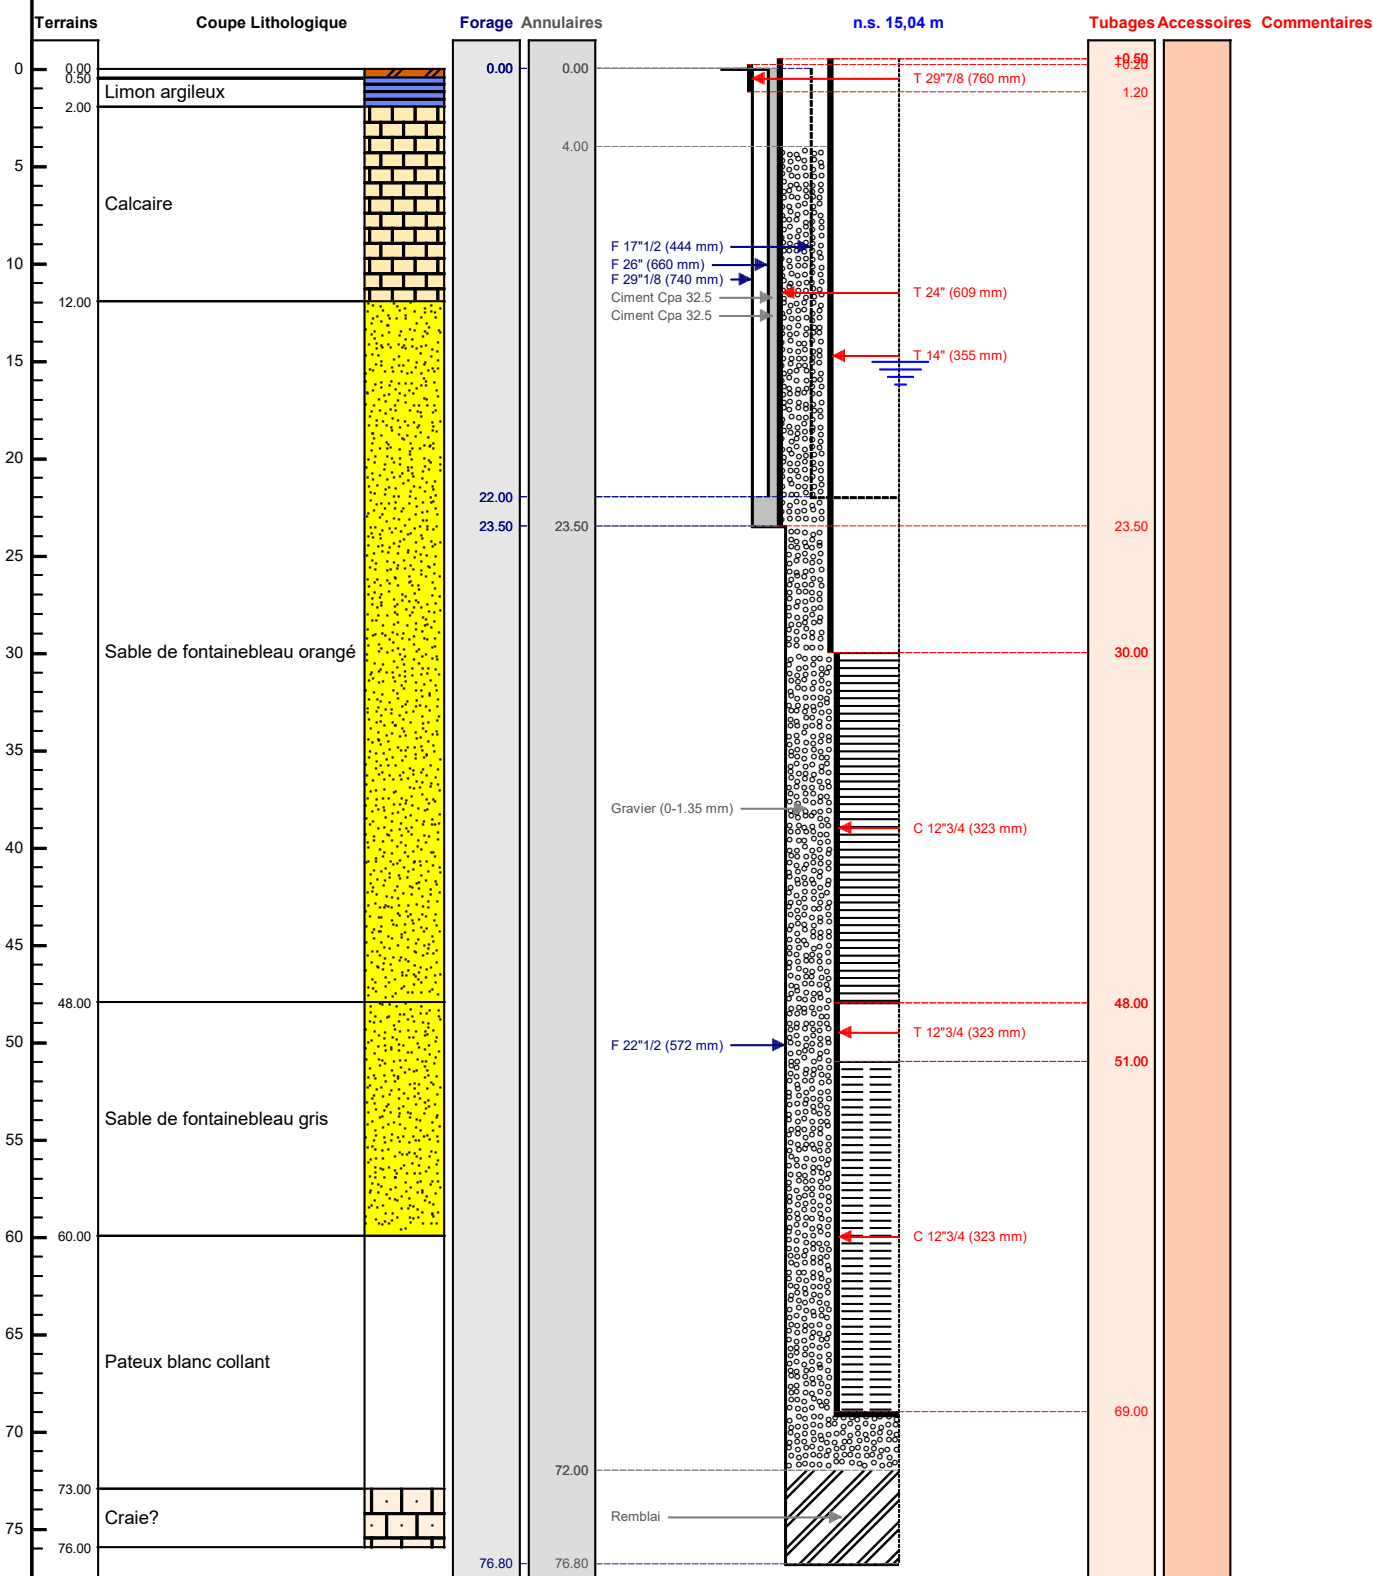 Terrains Coupe Lithologique Forage Annulaires n.s. 15,04 m Tubages Accessoires Commentaires
0 0.00 0.00 0.00 +0.50
+0.20
0.50 T 29"7/8 (760 mm)
Limon argileux 1.20
2.00
4.00
5
Calcaire
F 17"1/2 (444 mm)
10 F 26" (660 mm)
F 29"1/8 (740 mm)
Ciment Cpa 32.5 T 24" (609 mm)
12.00
Ciment Cpa 32.5
15 T 14" (355 mm)
20
22.00
23.50 23.50 23.50
25
Sable de fontainebleau orangé
30 30.00
35
Gravier (0-1.35 mm) C 12"3/4 (323 mm)
40
45
48.00 48.00
T 12"3/4 (323 mm)
50 F 22"1/2 (572 mm)
51.00
Sable de fontainebleau gris
55
60 60.00 C 12"3/4 (323 mm)
65
Pateux blanc collant
69.00
70
72.00
73.00
Craie? Remblai
75
76.00
76.80 76.80